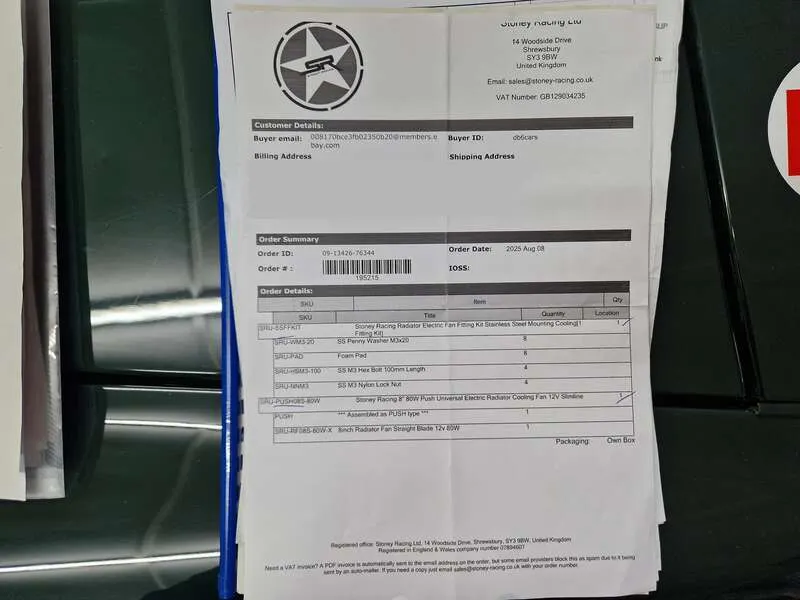 Stoney Racing Ltd
14 Woodside Drive
Shrewsbury
SY3 9BW
United Kingdom
Email: sales@stoney-racing.co.uk
VAT Number: GB129034235
SR
Customer Details:
Buyer email: 008170bce3fb02350b20@members.e
bay.com
Buyer ID: db6cars
Billing Address
Shipping Address
Order Summary
Order ID: 09-13426-76344
Order Date: 2025 Aug 08
Order # :
195215
IOSS:
Order Details:
SKU Item Qty
SKU Title Quantity Location
SRU-SSFFKIT Stoney Racing Radiator Electric Fan Fitting Kit Stainless Steel Mounting Cooling[1 1
Fitting Kit]
SRU-WM3-20 SS Penny Washer M3x20 8
SRU-PAD Foam Pad 8
SRU-HBM3-100 SS M3 Hex Bolt 100mm Length 4
SRU-NNM3 SS M3 Nylon Lock Nut 4
SRU-PUSH08S-80W Stoney Racing 8" 80W Push Universal Electric Radiator Cooling Fan 12V Slimline 1
PUSH *** Assembled as PUSH type *** 1
SRU-RF08S-80W-X 8inch Radiator Fan Straight Blade 12v 80W 1
Packaging: Own Box
Registered office: Stoney Racing Ltd, 14 Woodside Drive, Shrewsbury, SY3 9BW, United Kingdom
Registered in England & Wales company number 07894607
Need a VAT invoice? A PDF invoice is automatically sent to the email address on the order, but some email providers block this as spam due to it being
sent by an auto-mailer. If you need a copy just email sales@stoney-racing.co.uk with your order number.